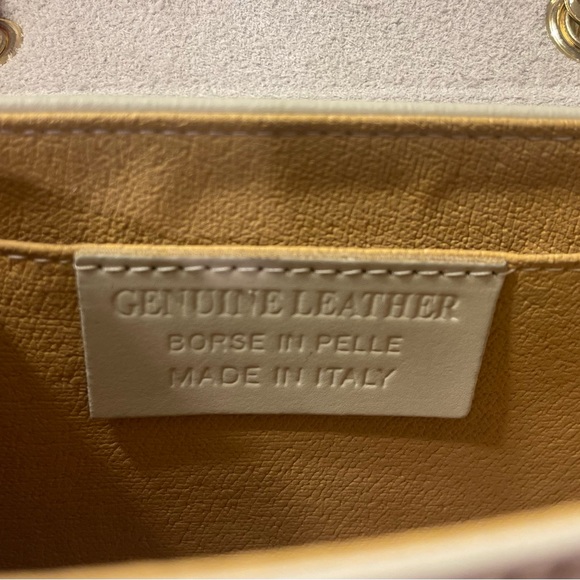 GENUINE LEATHER
BORSE IN PELLE
MADE IN ITALY